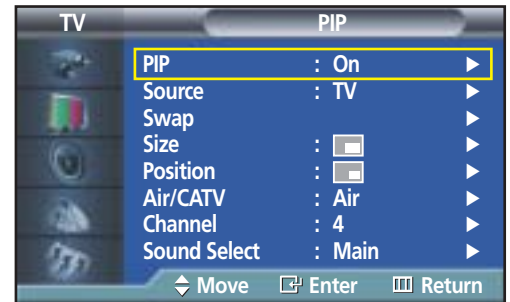 TV PIP
PIP : On
Source : TV
Swap
Size :
Position :
Air/CATV : Air
Channel : 4
Sound Select : Main
Move Enter Return